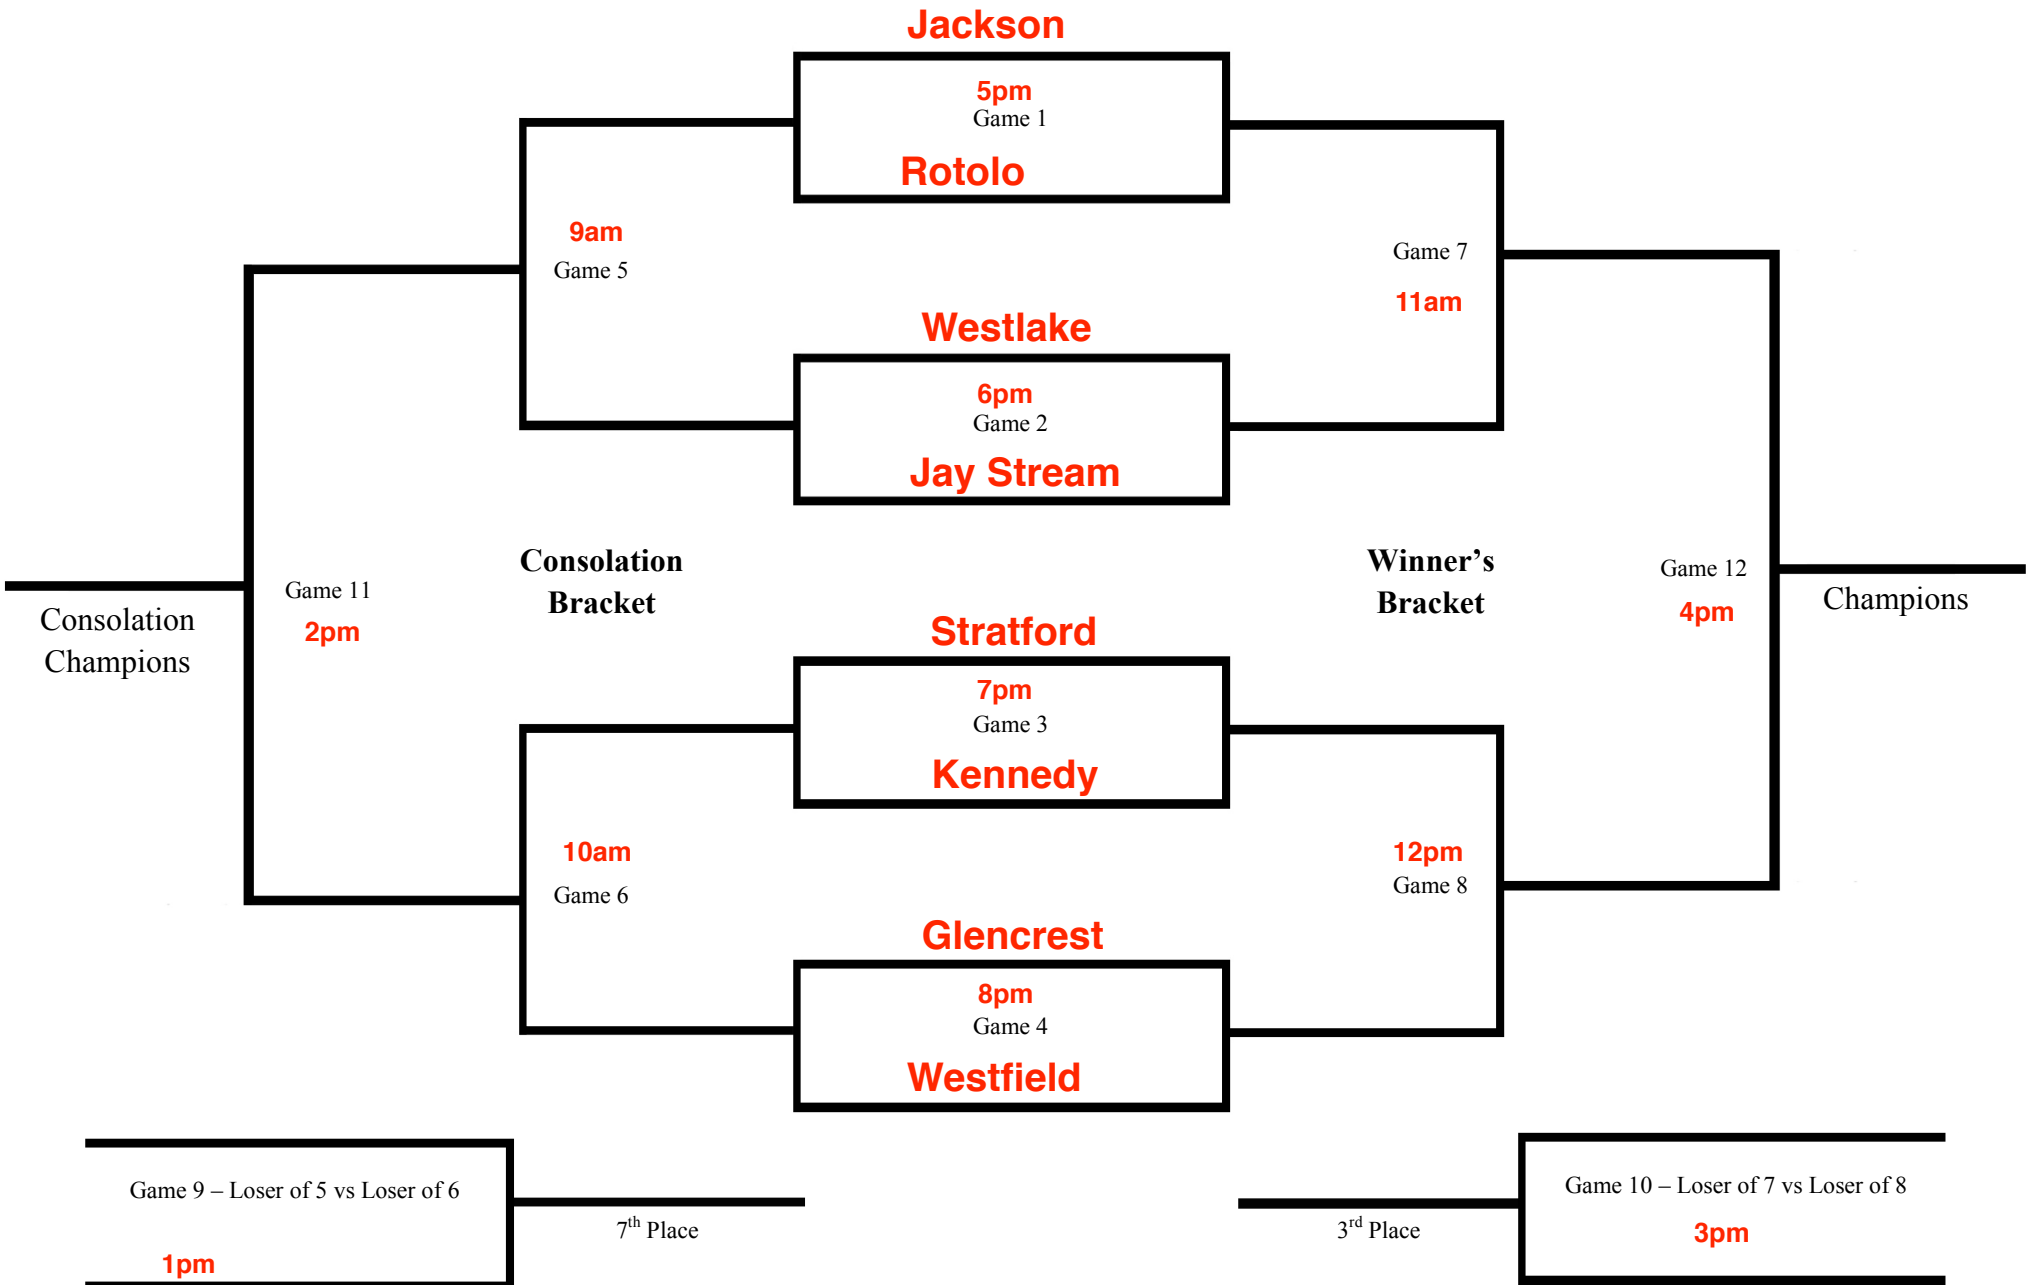 Jackson
5pm
Game 1
Rotolo
9am
Game 5
Game 7
11am
Westlake
6pm
Game 2
Jay Stream
Consolation
Bracket
Winner's
Bracket
Game 11
2pm
Consolation
Champions
Game 12
4pm
Champions
Stratford
7pm
Game 3
Kennedy
10am
Game 6
12pm
Game 8
Glencrest
8pm
Game 4
Westfield
Game 9 – Loser of 5 vs Loser of 6
1pm
7th Place
3rd Place
Game 10 – Loser of 7 vs Loser of 8
3pm